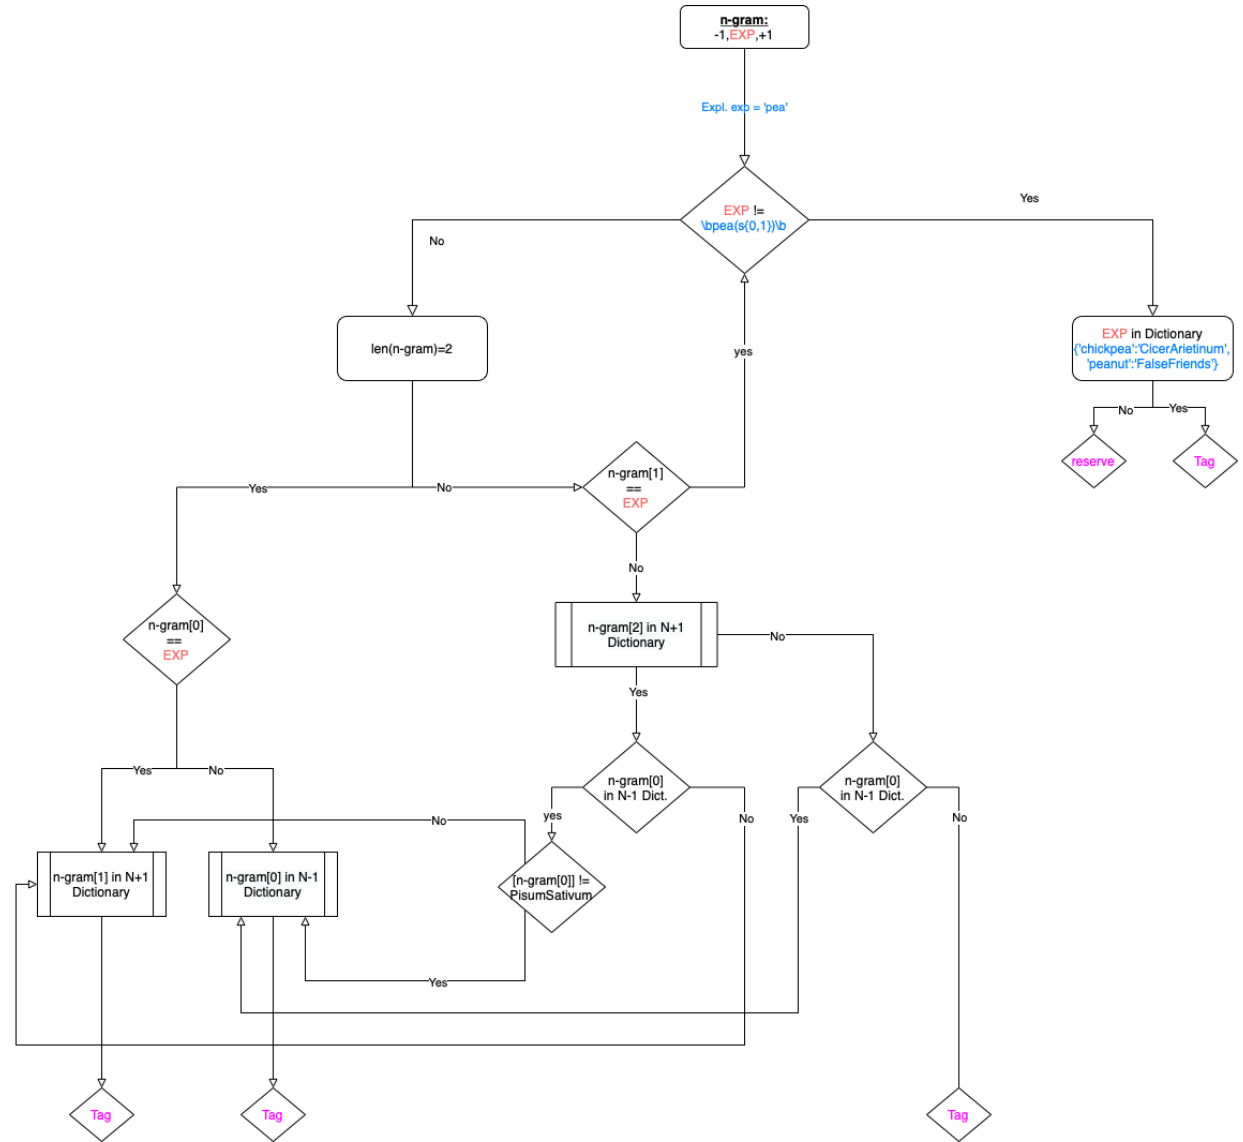 n-gram:
-1,EXP,+1
Expl. exp = 'pea'
EXP !=
\bpea(s{0,1})\b
Yes
No
len(n-gram)=2
yes
EXP in Dictionary
{'chickpea':'CicerArietinum',
'peanut':'FalseFriends'}
No
Yes
reserve
Tag
n-gram[1]
==
EXP
Yes
No
No
n-gram[0]
==
EXP
n-gram[2] in N+1
Dictionary
No
Yes
Yes
No
n-gram[0]
in N-1 Dict.
n-gram[0]
in N-1 Dict.
No
yes
No
Yes
No
n-gram[1] in N+1
Dictionary
n-gram[0] in N-1
Dictionary
[n-gram[0]] !=
PisumSativum
Yes
Tag
Tag
Tag